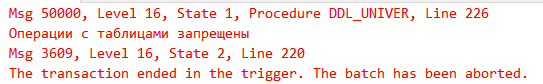 Msg 50000, Level 16, State 1, Procedure DDL_UNIVER, Line 226
Операции с таблицами запрещены
Msg 3609, Level 16, State 2, Line 220
The transaction ended in the trigger. The batch has been aborted.